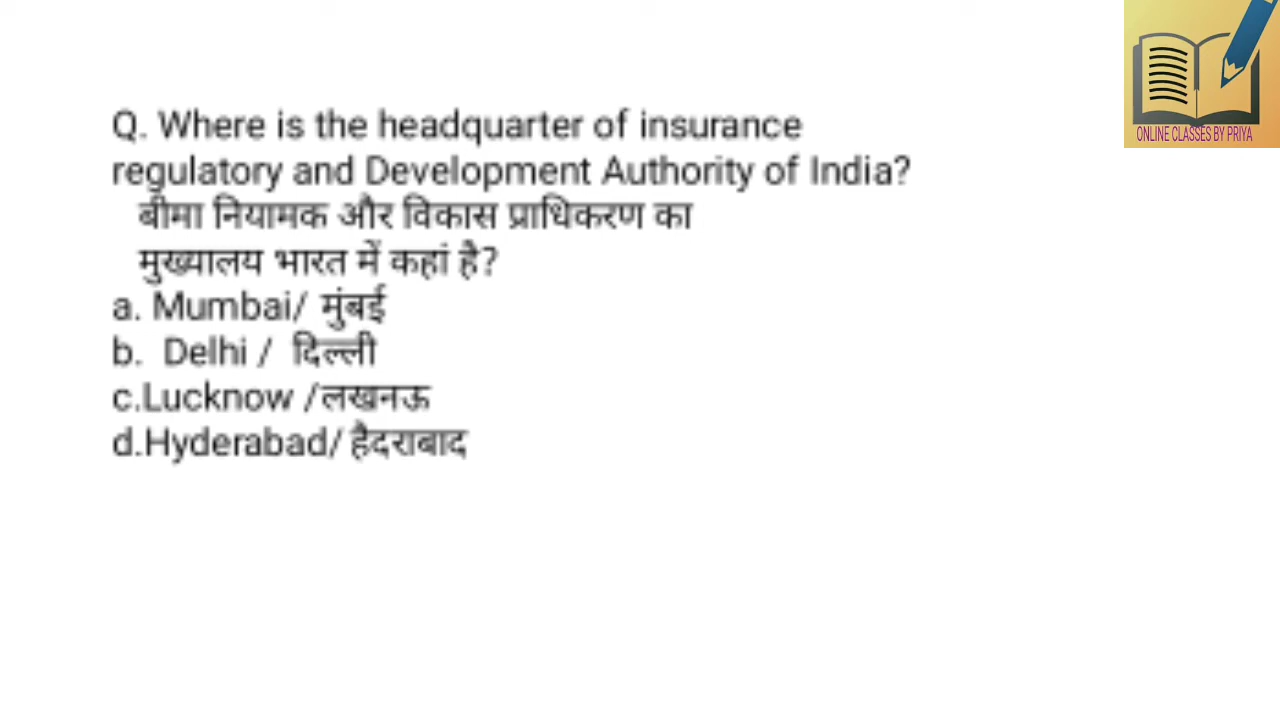 Q. Where is the headquarter of insurance
regulatory and Development Authority of India?
बीमा नियामक और विकास प्राधिकरण का
मुख्यालय भारत में कहां है?
a. Mumbai/ मुंबई
b. Delhi / दिल्ली
c.Lucknow /लखनऊ
d.Hyderabad/ हैदराबाद
ONLINE CLASSES BY PRIYA